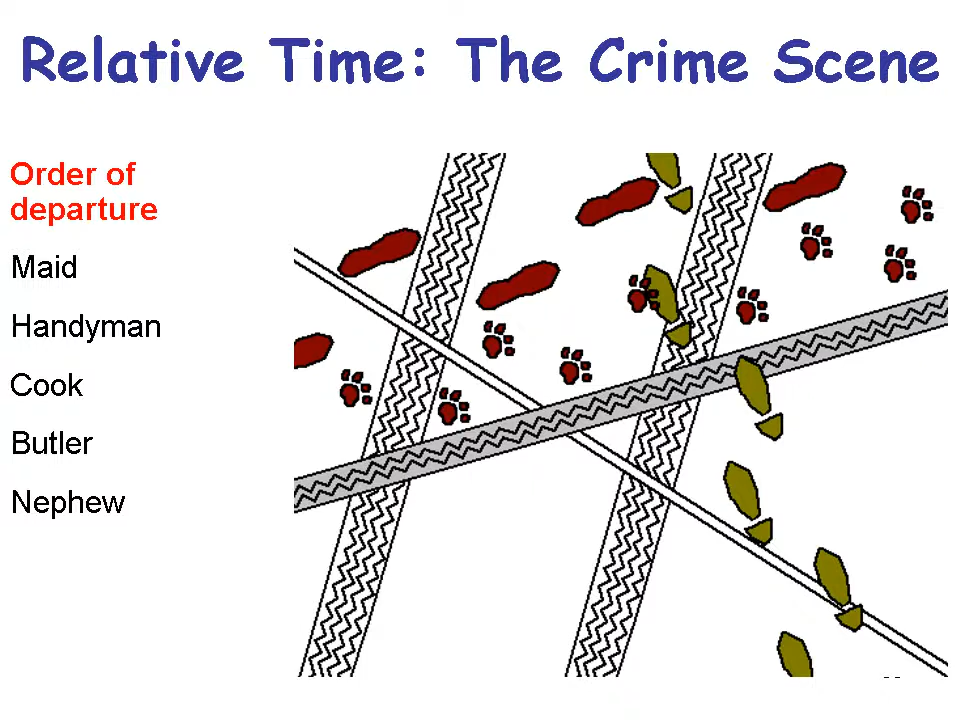 Relative Time: The Crime Scene
Order of
departure
Maid
Handyman
Cook
Butler
Nephew